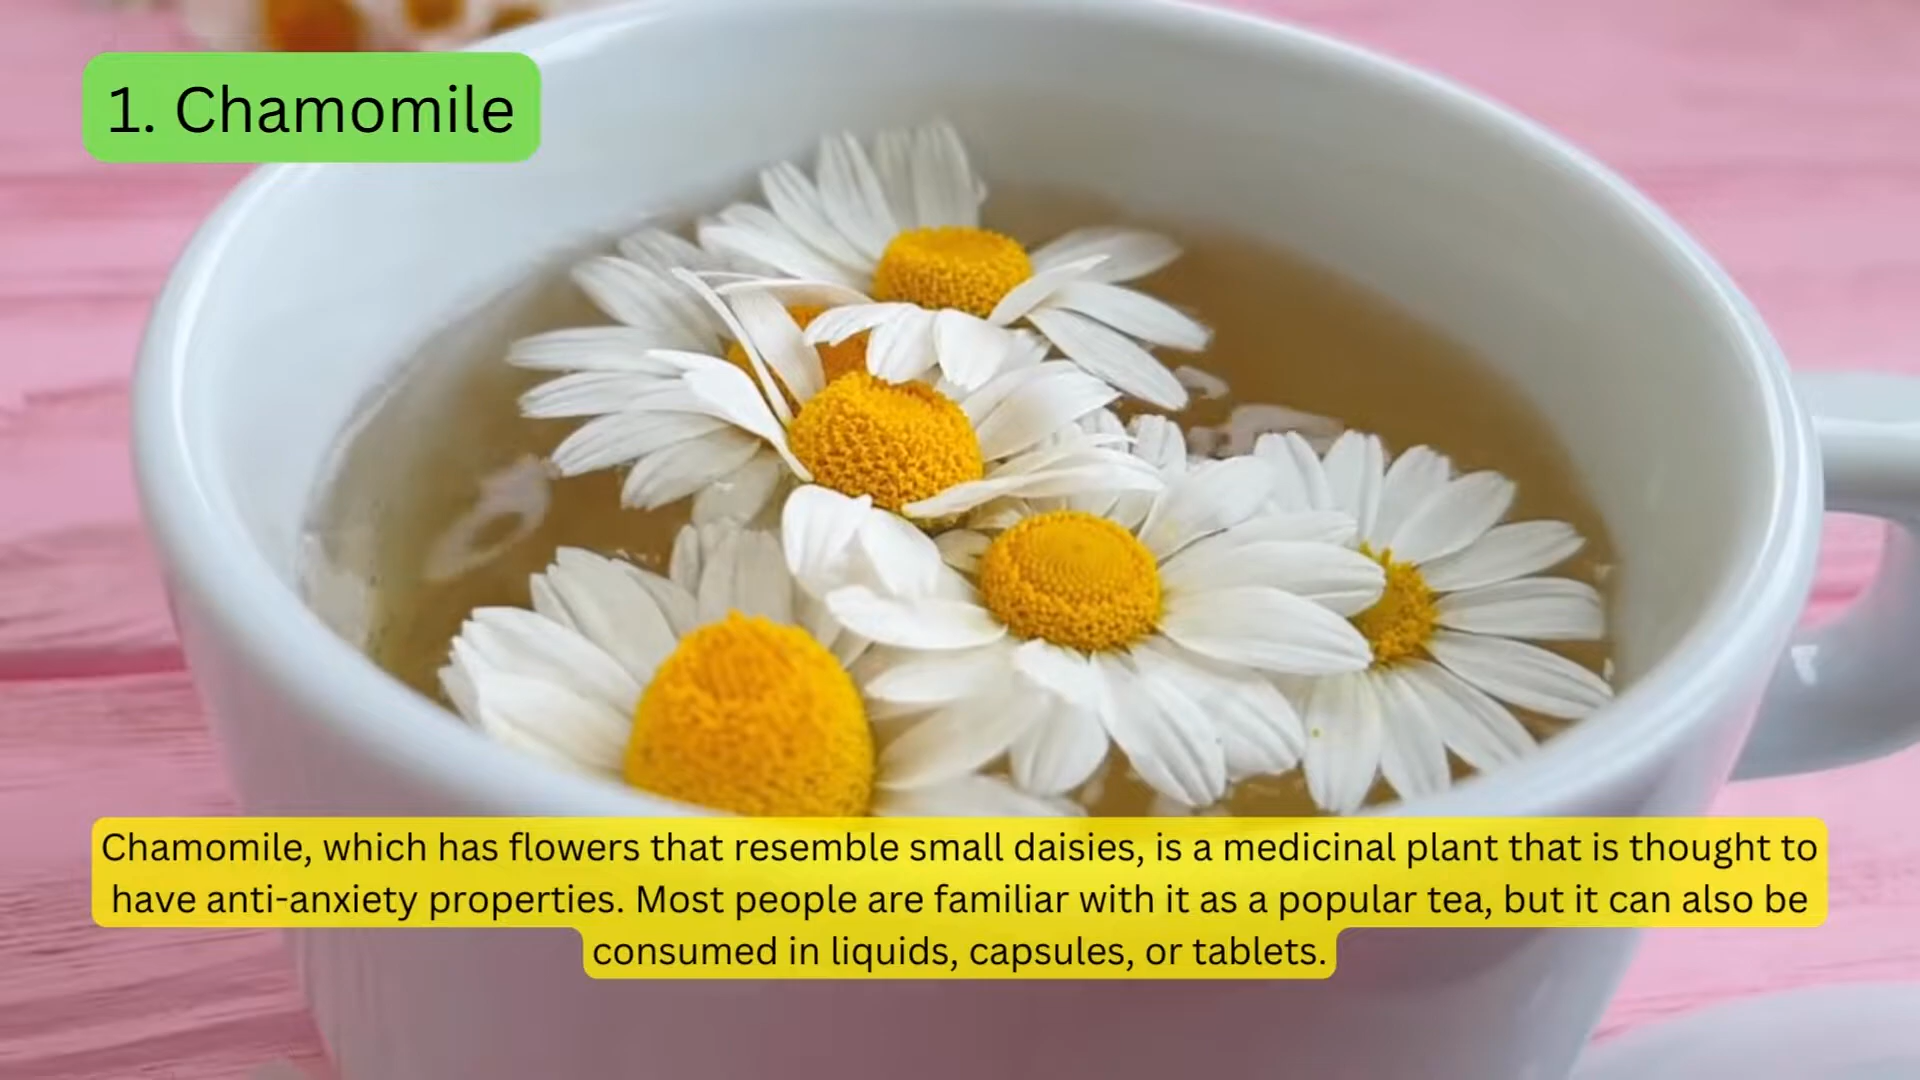 1. Chamomile
Chamomile, which has flowers that resemble small daisies, is a medicinal plant that is thought to
have anti-anxiety properties. Most people are familiar with it as a popular tea, but it can also be
consumed in liquids, capsules, or tablets.